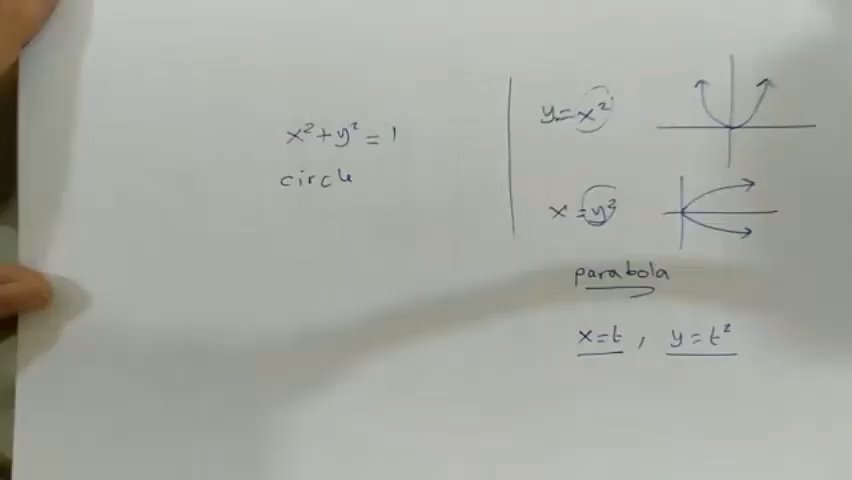 x² + y² = 1
circle
y = x²
x = y²
parabola
x = t , y = t²